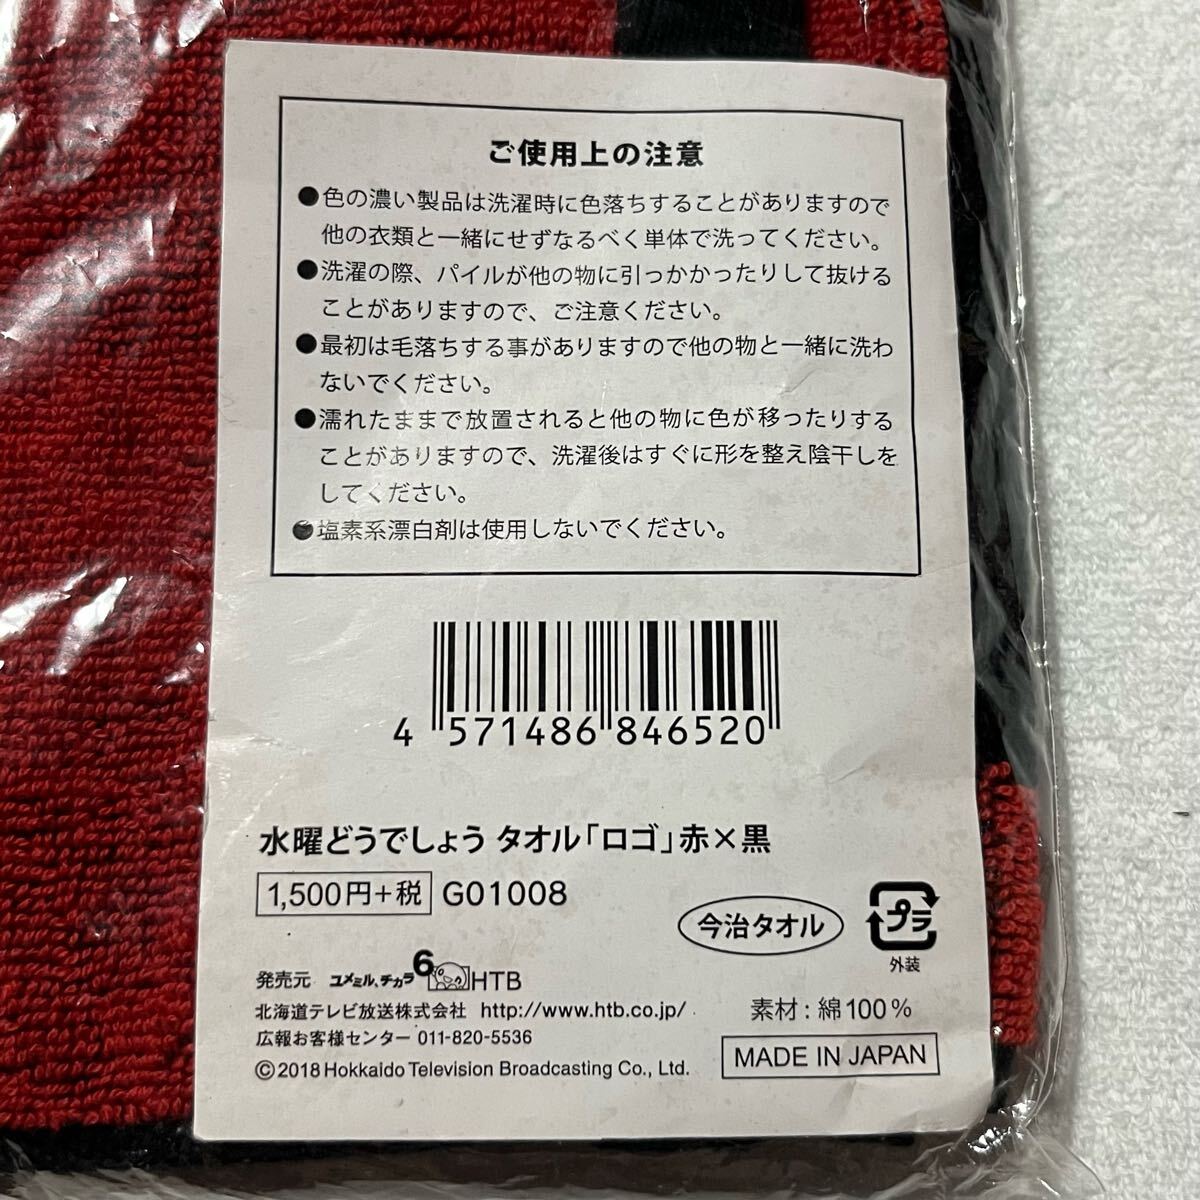 ご使用上の注意
●色の濃い製品は洗濯時に色落ちすることがありますので
他の衣類と一緒にせずなるべく単体で洗ってください。
●洗濯の際、パイルが他の物に引っかかったりして抜ける
ことがありますので、ご注意ください。
●最初は毛落ちする事がありますので他の物と一緒に洗わ
ないでください。
●濡れたままで放置されると他の物に色が移ったりする
ことがありますので、洗濯後はすぐに形を整え陰干しを
してください。
●塩素系漂白剤は使用しないでください。
4 571486 846520
水曜どうでしょう タオル「ロゴ」赤×黒
1,500円+税 G01008
今治タオル
プラ
外装
発売元 ユメミル、チカラ 6 HTB
北海道テレビ放送株式会社 http://www.htb.co.jp/
広報お客様センター 011-820-5536
©2018 Hokkaido Television Broadcasting Co., Ltd.
素材:綿100%
MADE IN JAPAN